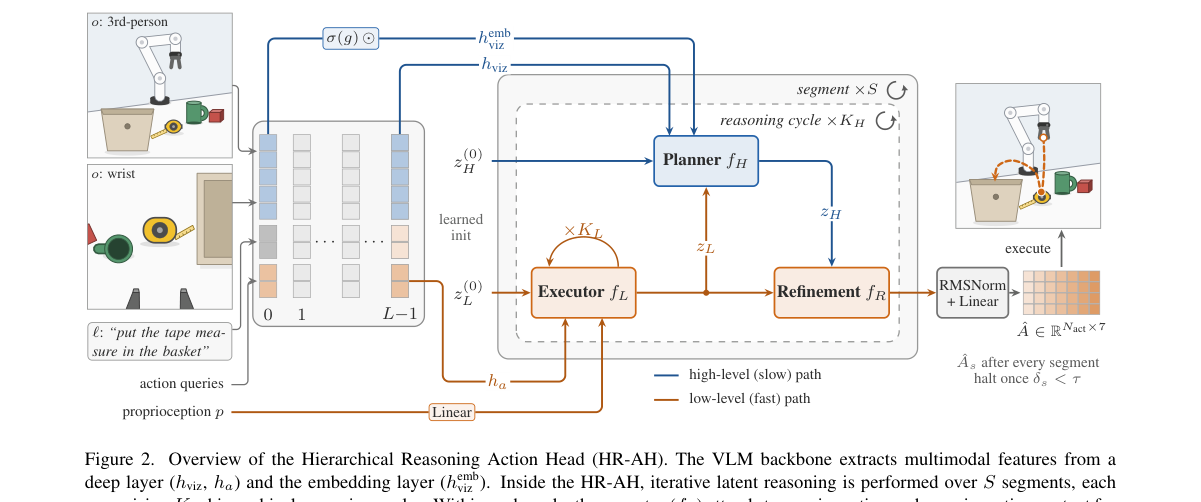 o: 3rd-person
σ(g) ⊙
h_viz^emb
h_viz
segment ×S
reasoning cycle ×K_H
z_H^(0)
Planner f_H
o: wrist
learned
init
z_H
×K_L
z_L
execute
z_L^(0)
Executor f_L
Refinement f_R
RMSNorm
+ Linear
0 1 L−1
ℓ: “put the tape mea-
sure in the basket”
Â ∈ ℝ^{N_act×7}
Â_s after every segment
halt once δ_s < τ
action queries
h_a
high-level (slow) path
proprioception p
Linear
low-level (fast) path
Figure 2. Overview of the Hierarchical Reasoning Action Head (HR-AH). The VLM backbone extracts multimodal features from a
deep layer (h_viz, h_a) and the embedding layer (h_viz^emb). Inside the HR-AH, iterative latent reasoning is performed over S segments, each